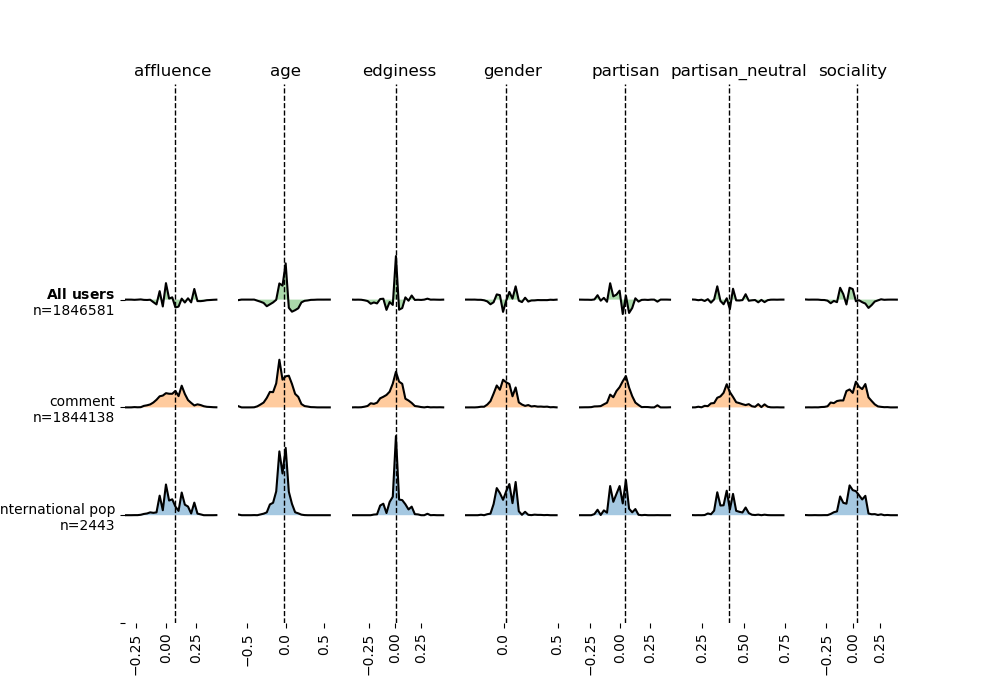 affluence age edginess gender partisan partisan_neutral sociality
All users
n=1846581
comment
n=1844138
nternational pop
n=2443
−0.25 0.00 0.25 −0.5 0.0 0.5 −0.25 0.00 0.25 0.0 0.5 −0.25 0.00 0.25 0.25 0.50 0.75 −0.25 0.00 0.25